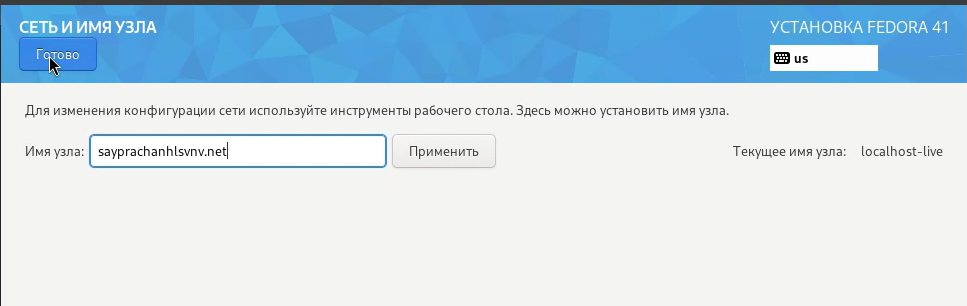 СЕТЬ И ИМЯ УЗЛА
УСТАНОВКА FEDORA 41
Готово
us
Для изменения конфигурации сети используйте инструменты рабочего стола. Здесь можно установить имя узла.
Имя узла: sayprachanhlsvnv.net Применить Текущее имя узла: localhost-live